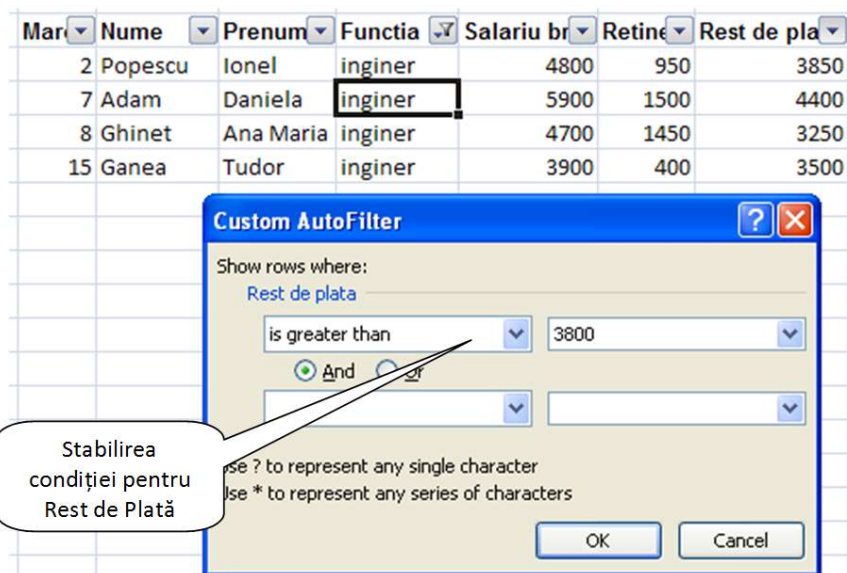 Mar Nume Prenum Functia Salariu br Retine Rest de pla
2 Popescu Ionel inginer 4800 950 3850
7 Adam Daniela inginer 5900 1500 4400
8 Ghinet Ana Maria inginer 4700 1450 3250
15 Ganea Tudor inginer 3900 400 3500
Custom AutoFilter
Show rows where:
Rest de plata
is greater than 3800
And Or
Use ? to represent any single character
Use * to represent any series of characters
OK Cancel
Stabilirea
condiției pentru
Rest de Plată